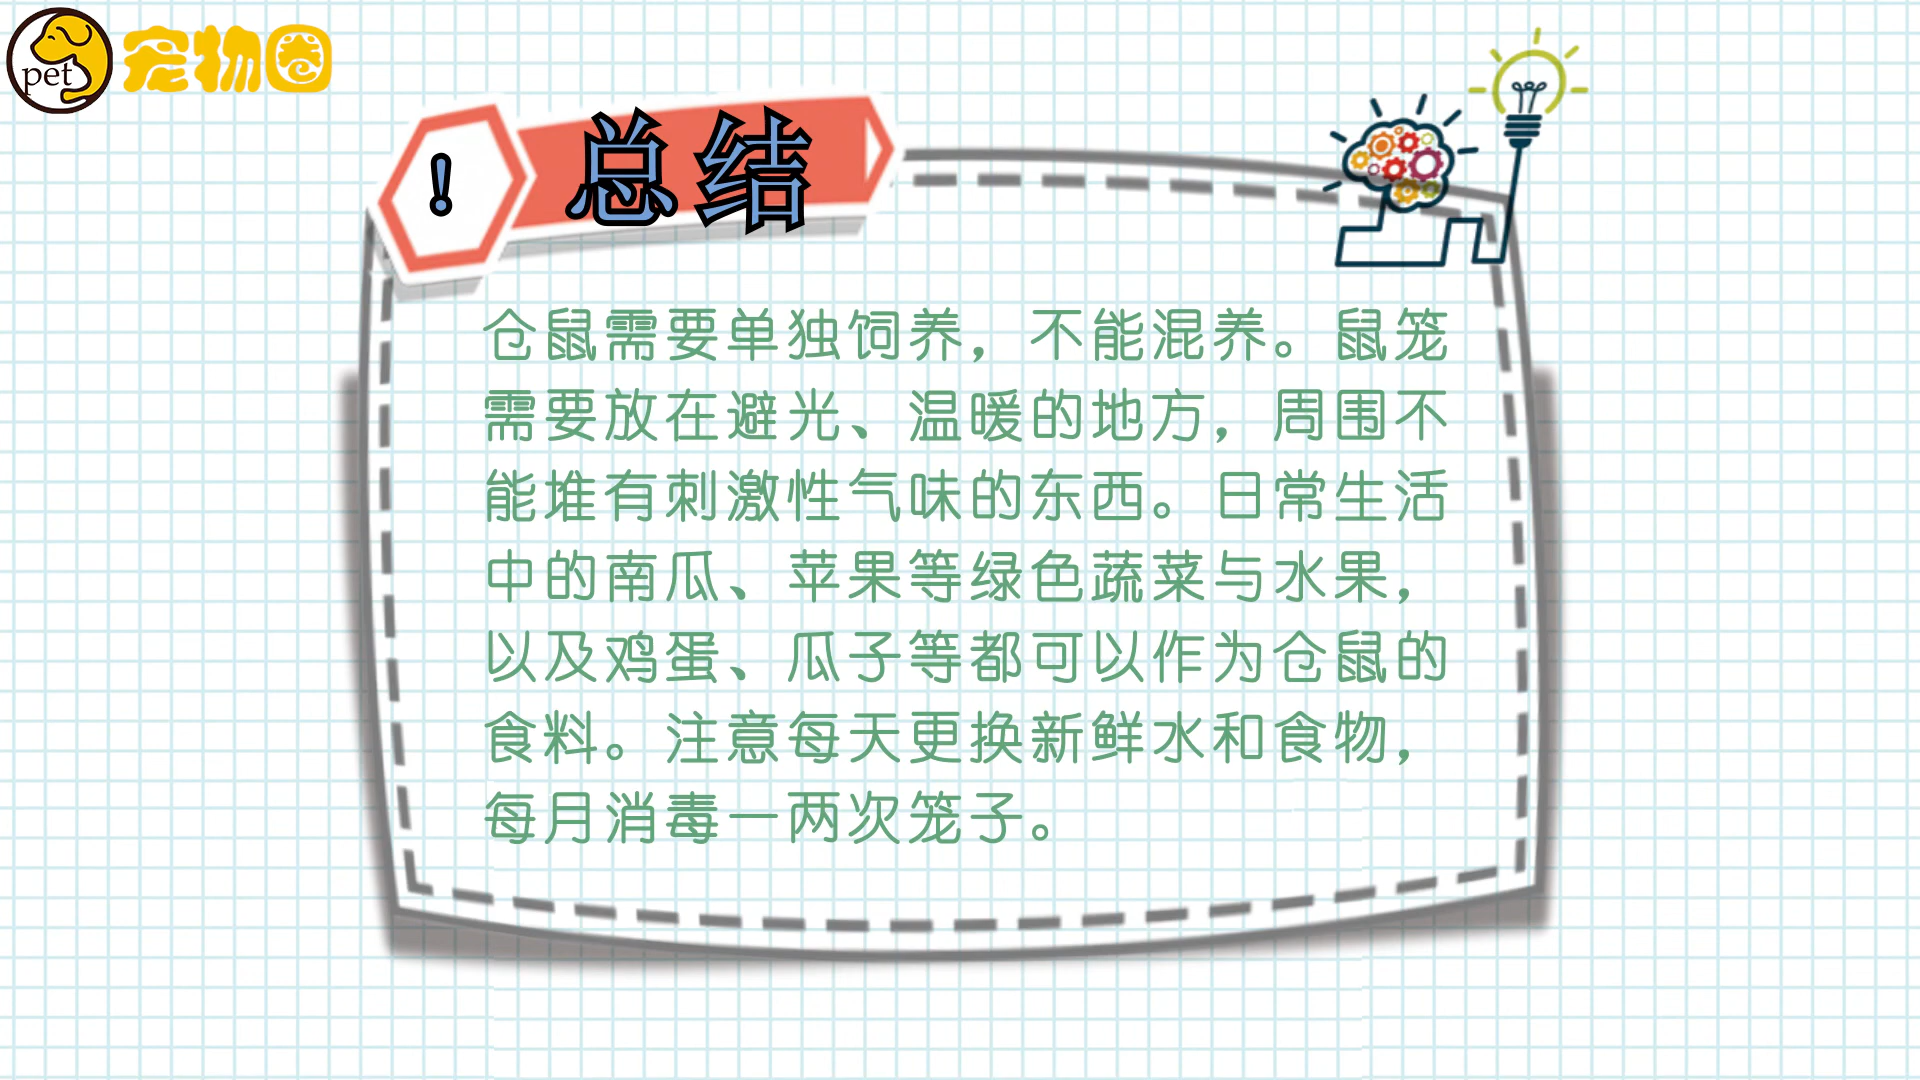 pet
宠物圈
! 总结
仓鼠需要单独饲养，不能混养。鼠笼
需要放在避光、温暖的地方，周围不
能堆有刺激性气味的东西。日常生活
中的南瓜、苹果等绿色蔬菜与水果，
以及鸡蛋、瓜子等都可以作为仓鼠的
食料。注意每天更换新鲜水和食物，
每月消毒一两次笼子。